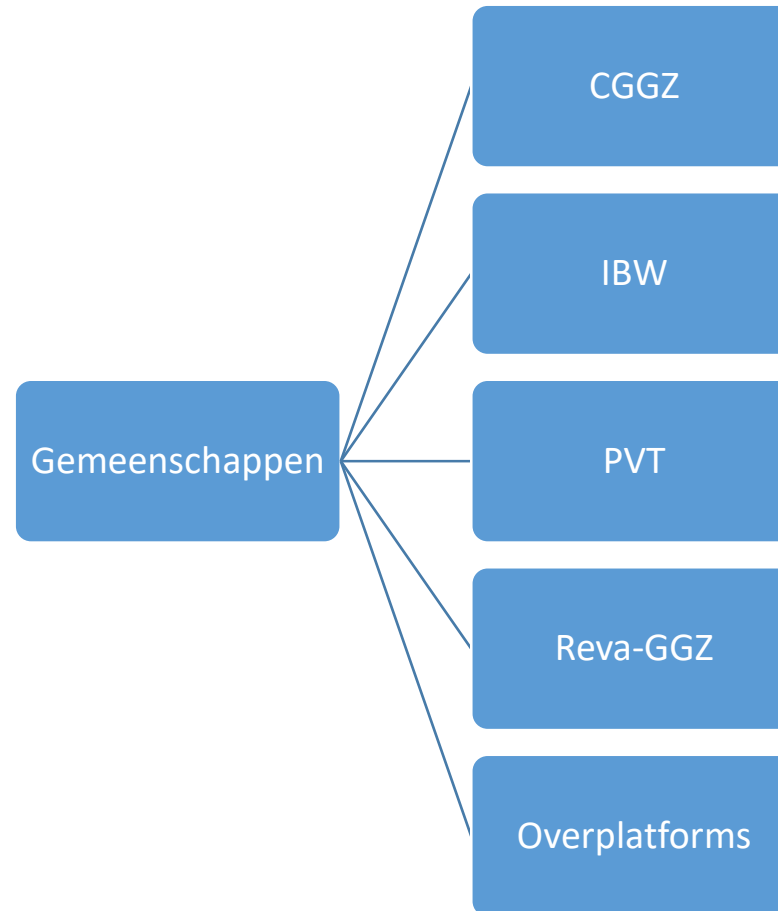 CGGZ
IBW
Gemeenschappen
PVT
Reva-GGZ
Overplatforms